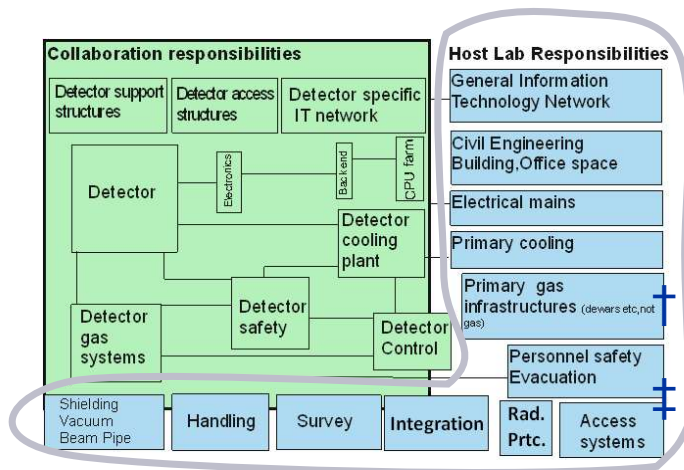 Collaboration responsibilities
Host Lab Responsibilities
Detector support
structures
Detector access
structures
Detector specific
IT network
General Information
Technology Network
Civil Engineering
Building,Office space
Detector
Electronics
Backend
CPU farm
Electrical mains
Detector
cooling
plant
Primary cooling
Primary gas
infrastructures (dewars etc,not
gas)
Detector
gas
systems
Detector
safety
Detector
Control
Personnel safety
Evacuation
Shielding
Vacuum
Beam Pipe
Handling
Survey
Integration
Rad.
Prtc.
Access
systems